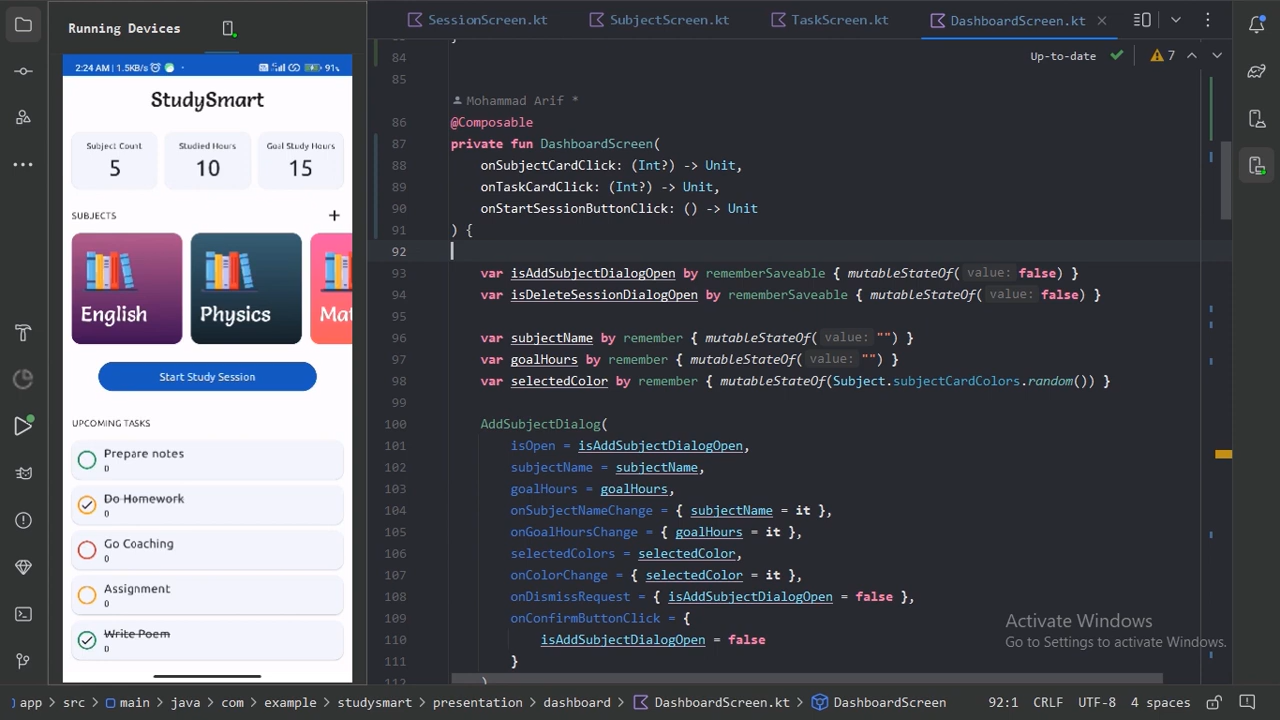 Running Devices
SessionScreen.kt
SubjectScreen.kt
TaskScreen.kt
DashboardScreen.kt
Up-to-date
7
2:24 AM | 1.5KB/s
91%
StudySmart
Subject Count
5
Studied Hours
10
Goal Study Hours
15
SUBJECTS
+
English
Physics
Mat
Start Study Session
UPCOMING TASKS
Prepare notes
0
Do Homework
0
Go Coaching
0
Assignment
0
Write Poem
0
84
85
Mohammad Arif *
86 @Composable
87 private fun DashboardScreen(
88 onSubjectCardClick: (Int?) -> Unit,
89 onTaskCardClick: (Int?) -> Unit,
90 onStartSessionButtonClick: () -> Unit
91 ) {
92
93 var isAddSubjectDialogOpen by rememberSaveable { mutableStateOf( value: false) }
94 var isDeleteSessionDialogOpen by rememberSaveable { mutableStateOf( value: false) }
95
96 var subjectName by remember { mutableStateOf( value: "") }
97 var goalHours by remember { mutableStateOf( value: "") }
98 var selectedColor by remember { mutableStateOf(Subject.subjectCardColors.random()) }
99
100 AddSubjectDialog(
101 isOpen = isAddSubjectDialogOpen,
102 subjectName = subjectName,
103 goalHours = goalHours,
104 onSubjectNameChange = { subjectName = it },
105 onGoalHoursChange = { goalHours = it },
106 selectedColors = selectedColor,
107 onColorChange = { selectedColor = it },
108 onDismissRequest = { isAddSubjectDialogOpen = false },
109 onConfirmButtonClick = {
110 isAddSubjectDialogOpen = false
111 }
112 )
Activate Windows
Go to Settings to activate Windows.
app > src > main > java > com > example > studysmart > presentation > dashboard > DashboardScreen.kt > DashboardScreen
92:1 CRLF UTF-8 4 spaces